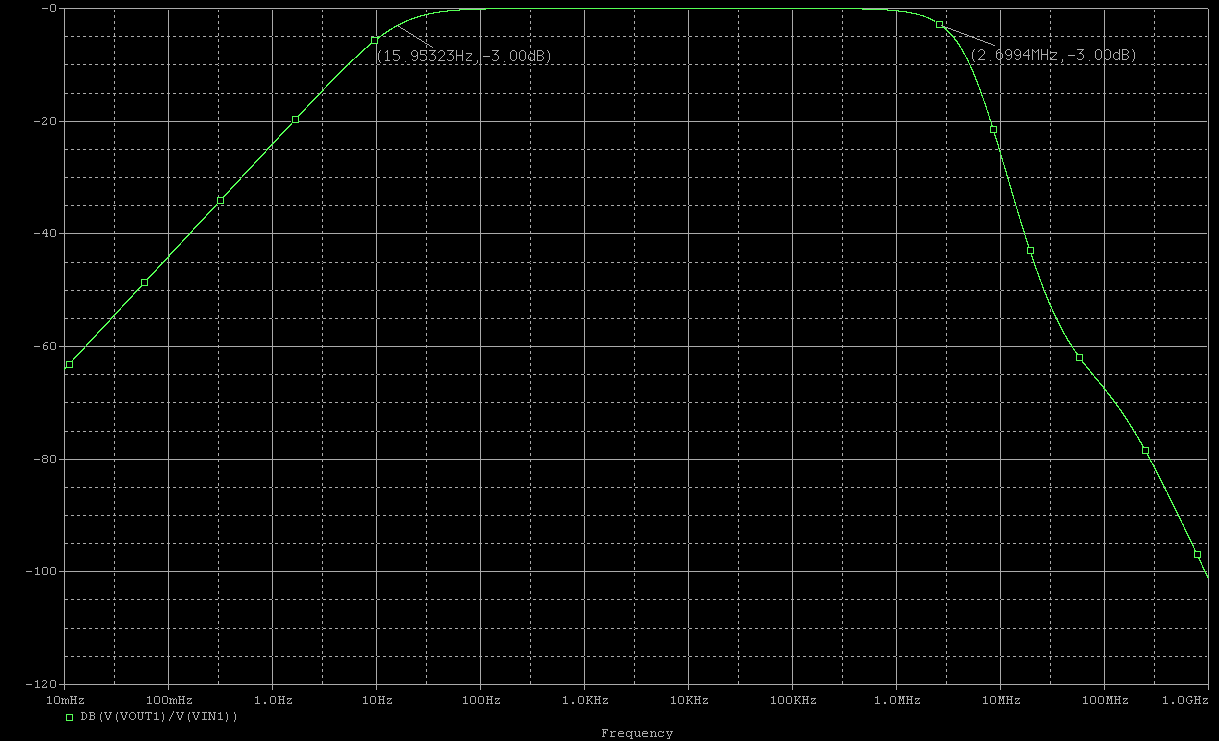 -0
(15.95323Hz,-3.00dB)
(2.6994MHz,-3.00dB)
-20
-40
-60
-80
-100
-120
10mHz 100mHz 1.0Hz 10Hz 100Hz 1.0KHz 10KHz 100KHz 1.0MHz 10MHz 100MHz 1.0GHz
DB(V(VOUT1)/V(VIN1))
Frequency